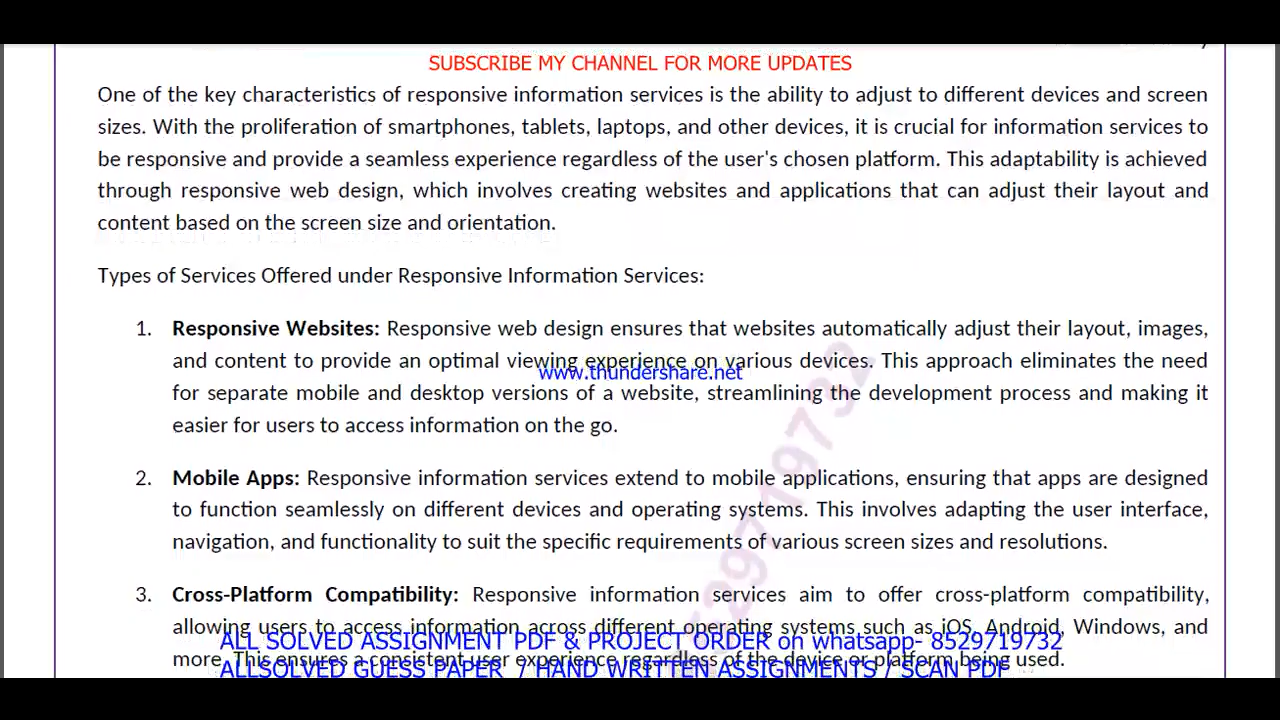 SUBSCRIBE MY CHANNEL FOR MORE UPDATES
One of the key characteristics of responsive information services is the ability to adjust to different devices and screen
sizes. With the proliferation of smartphones, tablets, laptops, and other devices, it is crucial for information services to
be responsive and provide a seamless experience regardless of the user's chosen platform. This adaptability is achieved
through responsive web design, which involves creating websites and applications that can adjust their layout and
content based on the screen size and orientation.
Types of Services Offered under Responsive Information Services:
1. Responsive Websites: Responsive web design ensures that websites automatically adjust their layout, images,
and content to provide an optimal viewing experience on various devices. This approach eliminates the need
www.thundershare.net
for separate mobile and desktop versions of a website, streamlining the development process and making it
easier for users to access information on the go.
2. Mobile Apps: Responsive information services extend to mobile applications, ensuring that apps are designed
to function seamlessly on different devices and operating systems. This involves adapting the user interface,
navigation, and functionality to suit the specific requirements of various screen sizes and resolutions.
3. Cross-Platform Compatibility: Responsive information services aim to offer cross-platform compatibility,
allowing users to access information across different operating systems such as iOS, Android, Windows, and
ALL SOLVED ASSIGNMENT PDF & PROJECT ORDER on whatsapp- 8529719732
more. This ensures a consistent user experience regardless of the device or platform being used.
ALLSOLVED GUESS PAPER / HAND WRITTEN ASSIGNMENTS / SCAN PDF
8529719732